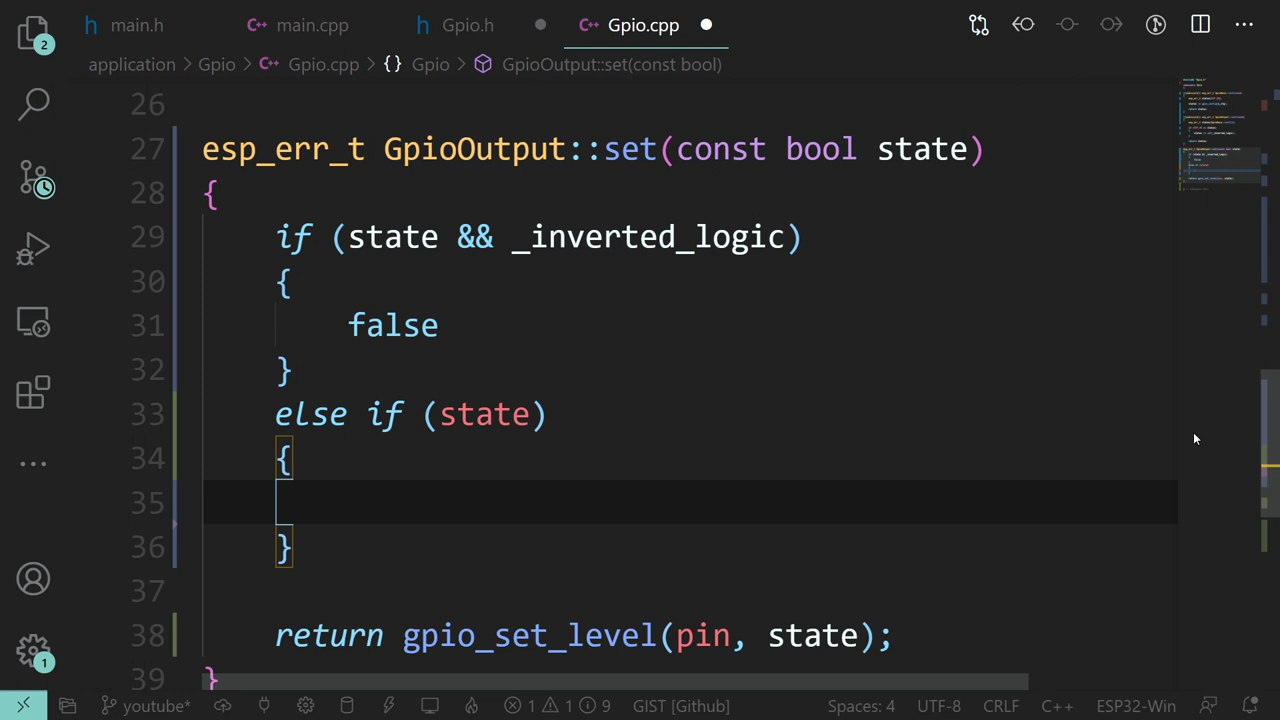 main.h main.cpp Gpio.h Gpio.cpp
application > Gpio > Gpio.cpp > {} Gpio > GpioOutput::set(const bool)
26
27 esp_err_t GpioOutput::set(const bool state)
28 {
29 if (state && _inverted_logic)
30 {
31 false
32 }
33 else if (state)
34 {
35
36 }
37
38 return gpio_set_level(pin, state);
39 }
2
1
youtube* 1 1 9 GIST [Github] Spaces: 4 UTF-8 CRLF C++ ESP32-Win